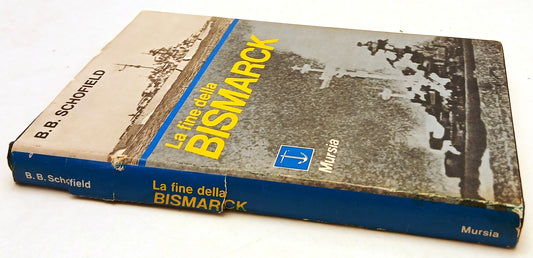 B. B. SCHOFIELD
La fine della
BISMARCK
Mursia
B. B. Schofield
La fine della
BISMARCK
Mursia